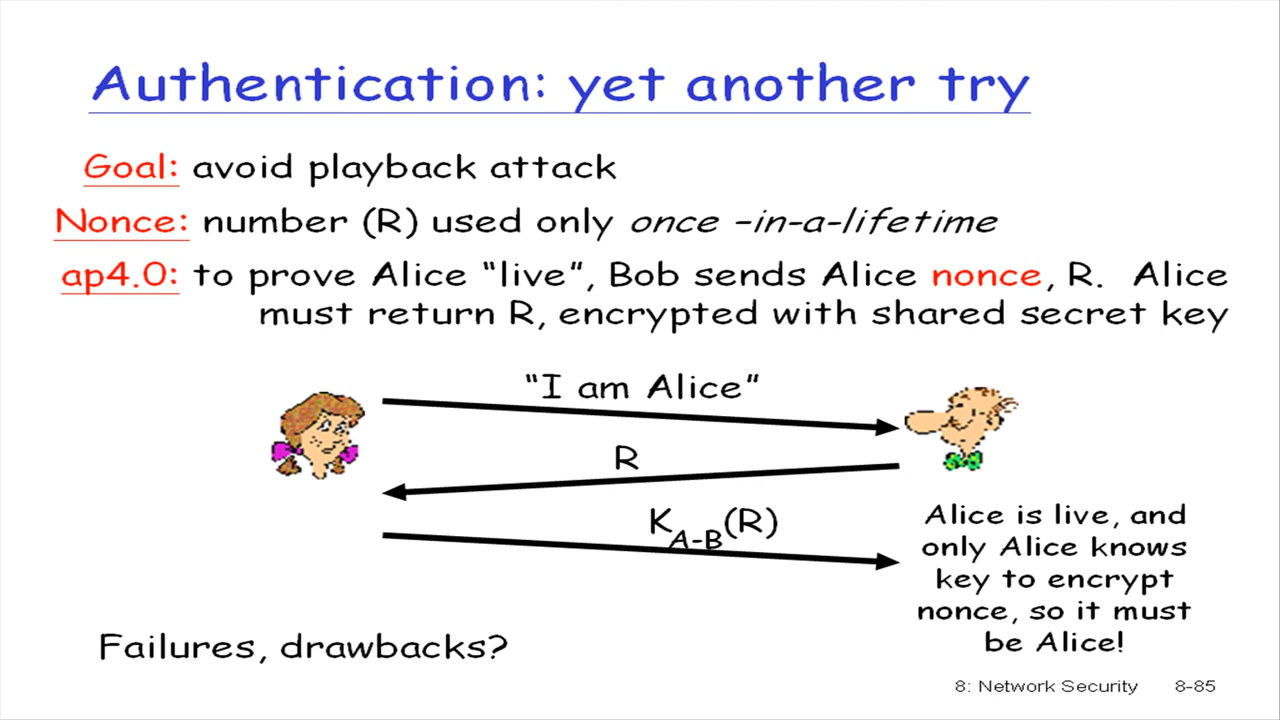 Authentication: yet another try
Goal: avoid playback attack
Nonce: number (R) used only once –in-a-lifetime
ap4.0: to prove Alice “live”, Bob sends Alice nonce, R. Alice
must return R, encrypted with shared secret key
“I am Alice”
R
K_A-B(R)
Alice is live, and
only Alice knows
key to encrypt
nonce, so it must
be Alice!
Failures, drawbacks?
8: Network Security 8-85